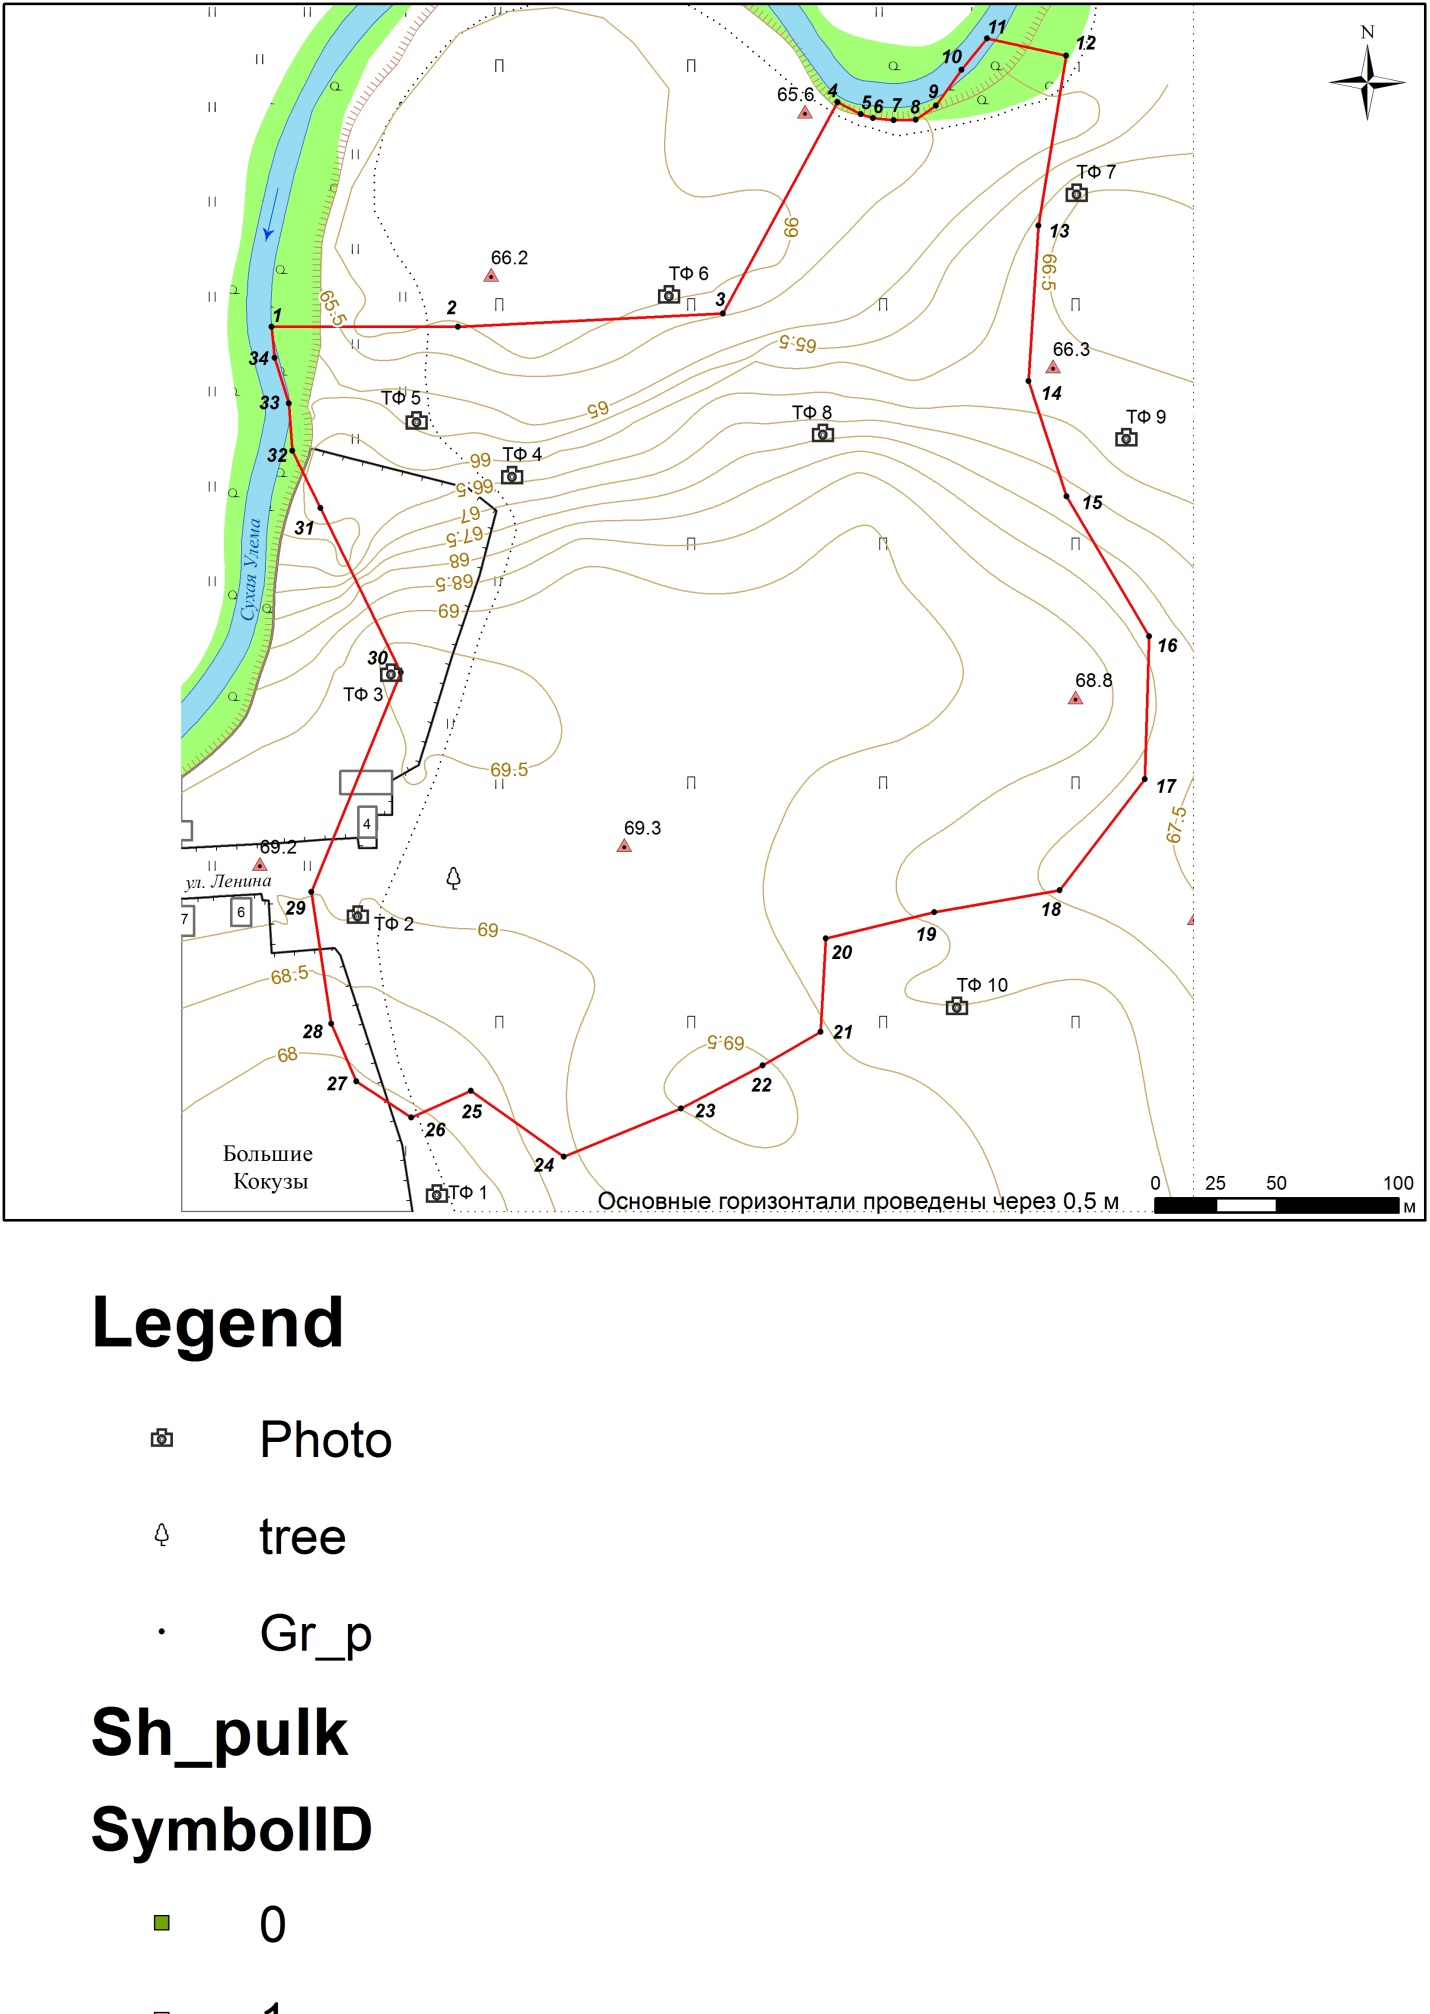 N
11
12
10
65.6
4
9
5
6
7
8
ТФ 7
66
13
66.2
ТФ 6
66.5
65.5
3
2
1
65.5
66.3
34
14
ТФ 5
33
65
ТФ 8
ТФ 9
32
66
ТФ 4
66.5
15
67
31
67.5
Сухая Улема
68
68.5
69
16
30
68.8
ТФ 3
69.5
17
4
69.3
67.5
69.2
ул. Ленина
29
7
6
18
ТФ 2
69
19
20
68.5
ТФ 10
28
21
69.5
68
27
22
25
23
26
24
Большие
Кокузы
ТФ 1
Основные горизонтали проведены через 0,5 м
0 25 50 100
м
Legend
Photo
tree
Gr_p
Sh_pulk
SymbolID
0
1